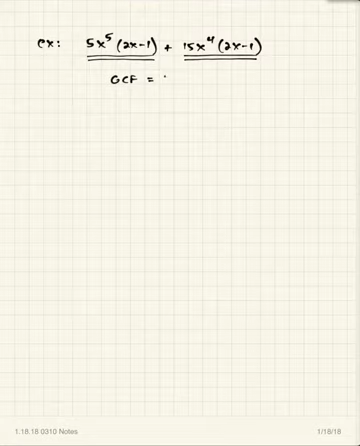 ex: 5x⁵(2x-1) + 15x⁴(2x-1)
GCF =
1.18.18 0310 Notes 1/18/18